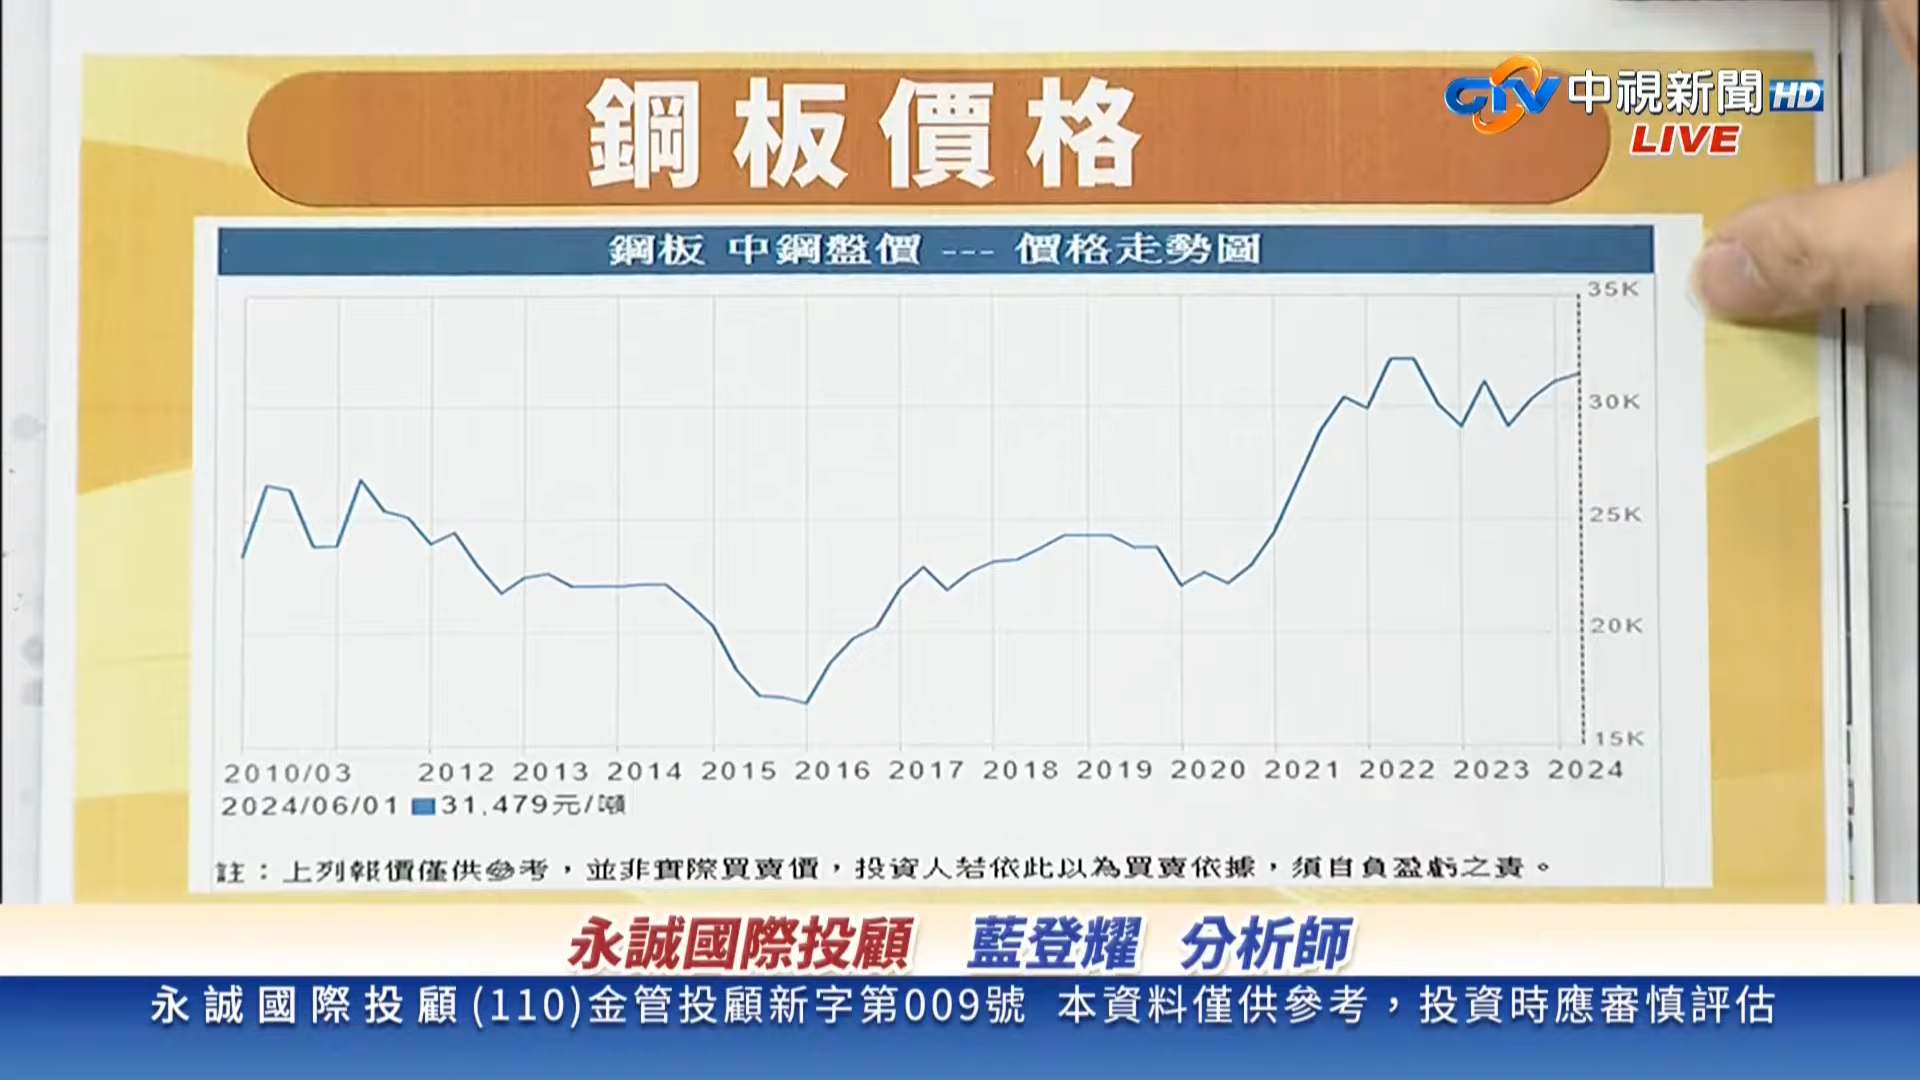 鋼板價格
CTV 中視新聞 HD
LIVE
鋼板 中鋼盤價 --- 價格走勢圖
35K
30K
25K
20K
15K
2010/03 2012 2013 2014 2015 2016 2017 2018 2019 2020 2021 2022 2023 2024
2024/06/01 31,479元/噸
註：上列報價僅供參考，並非實際買賣價，投資人若依此以為買賣依據，須自負盈虧之責。
永誠國際投顧 藍登耀 分析師
永誠國際投顧(110)金管投顧新字第009號 本資料僅供參考，投資時應審慎評估